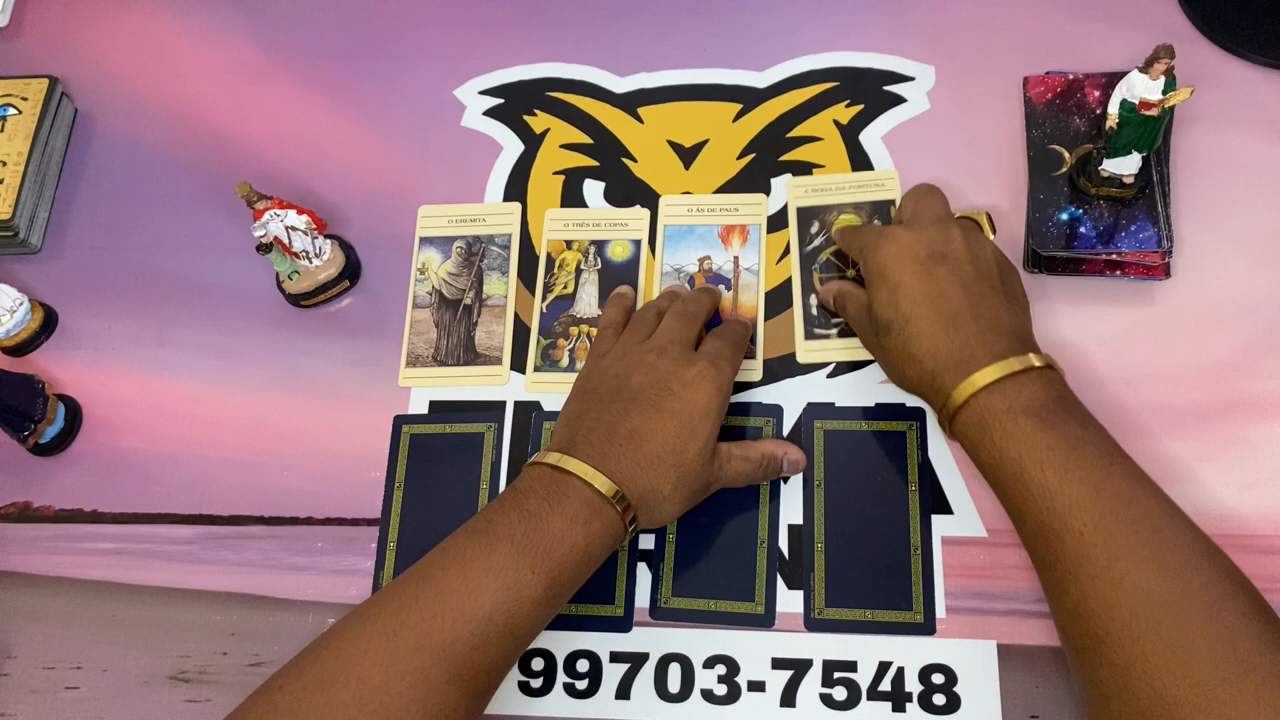 O EREMITA
O TRÊS DE COPAS
O ÁS DE PAUS
A RODA DA FORTUNA
99703-7548